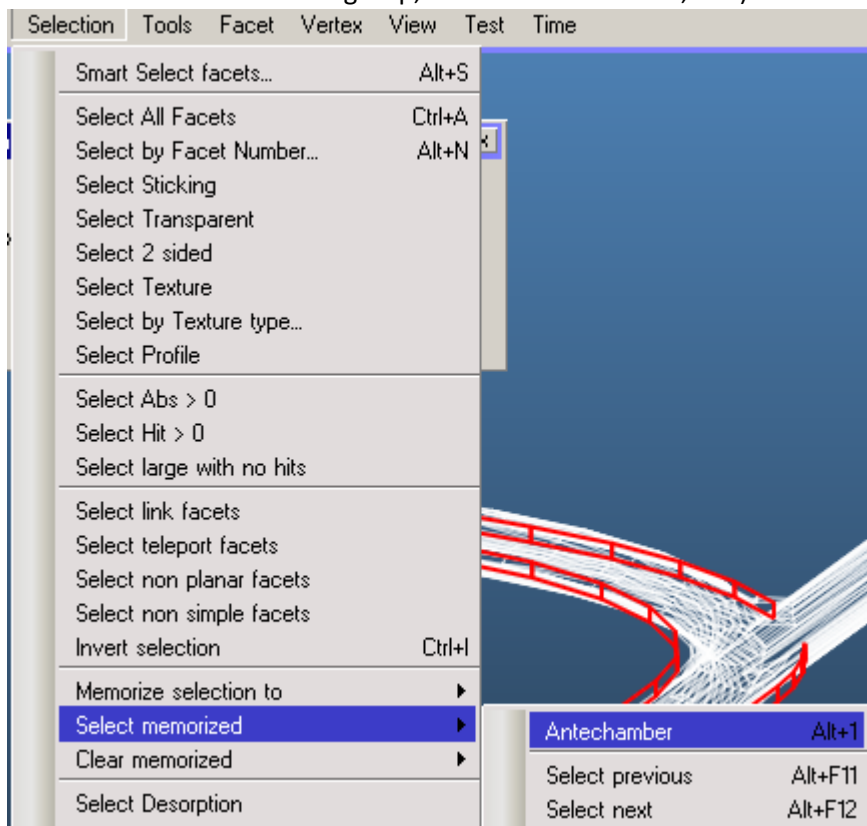 Selection Tools Facet Vertex View Test Time
Smart Select facets... Alt+S
Select All Facets Ctrl+A
Select by Facet Number... Alt+N
Select Sticking
Select Transparent
Select 2 sided
Select Texture
Select by Texture type...
Select Profile
Select Abs > 0
Select Hit > 0
Select large with no hits
Select link facets
Select teleport facets
Select non planar facets
Select non simple facets
Invert selection Ctrl+I
Memorize selection to
Select memorized
Antechamber Alt+1
Clear memorized
Select previous Alt+F11
Select Desorption
Select next Alt+F12